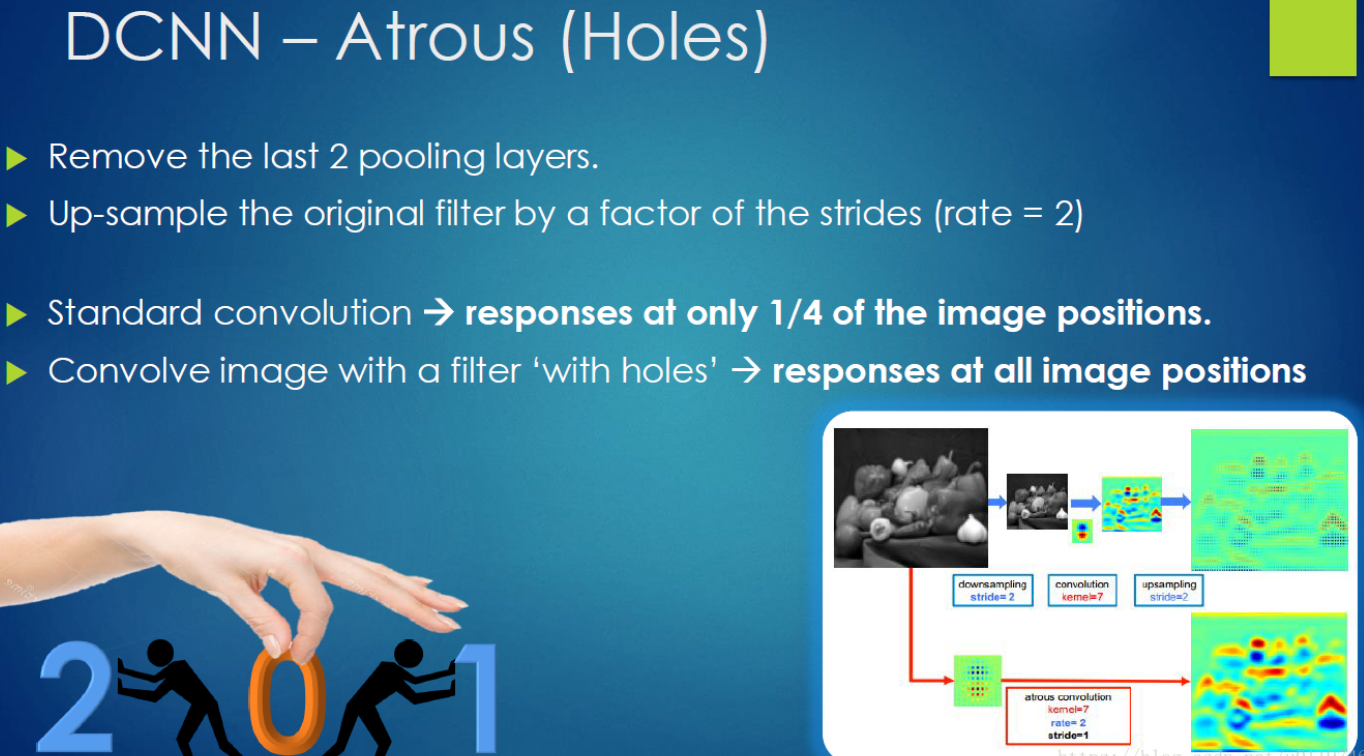 DCNN – Atrous (Holes)
Remove the last 2 pooling layers.
Up-sample the original filter by a factor of the strides (rate = 2)
Standard convolution → responses at only 1/4 of the image positions.
Convolve image with a filter ‘with holes’ → responses at all image positions
downsampling
stride= 2
convolution
kernel=7
upsampling
stride=2
atrous convolution
kernel=7
rate= 2
stride=1
2 0 1